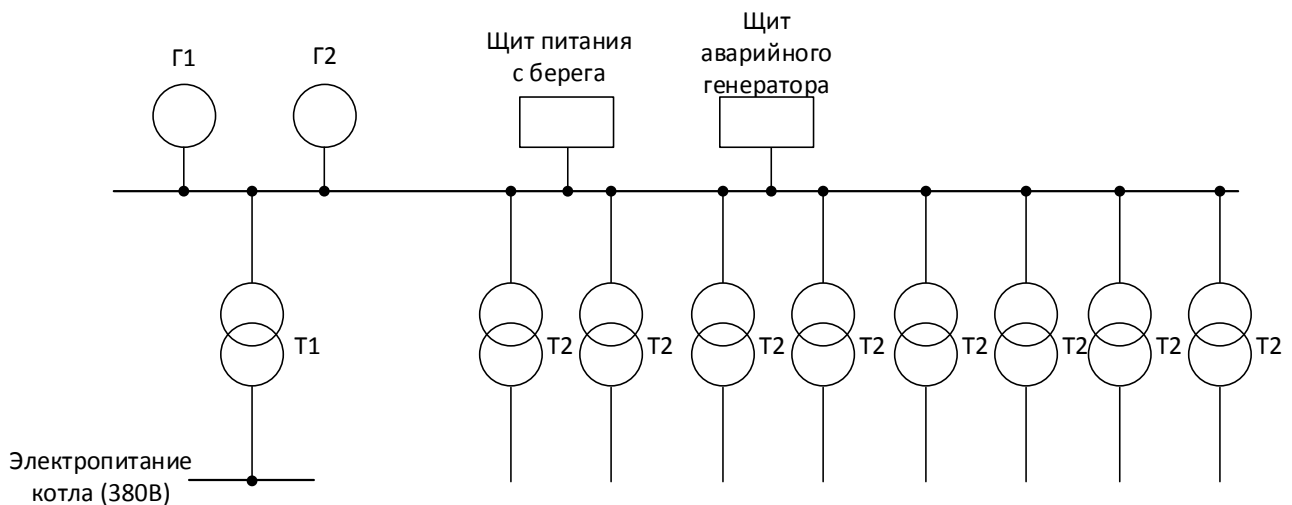 Г1
Г2
Щит питания
с берега
Щит
аварийного
генератора
Т1
Т2
Т2
Т2
Т2
Т2
Т2
Т2
Т2
Электропитание
котла (380В)